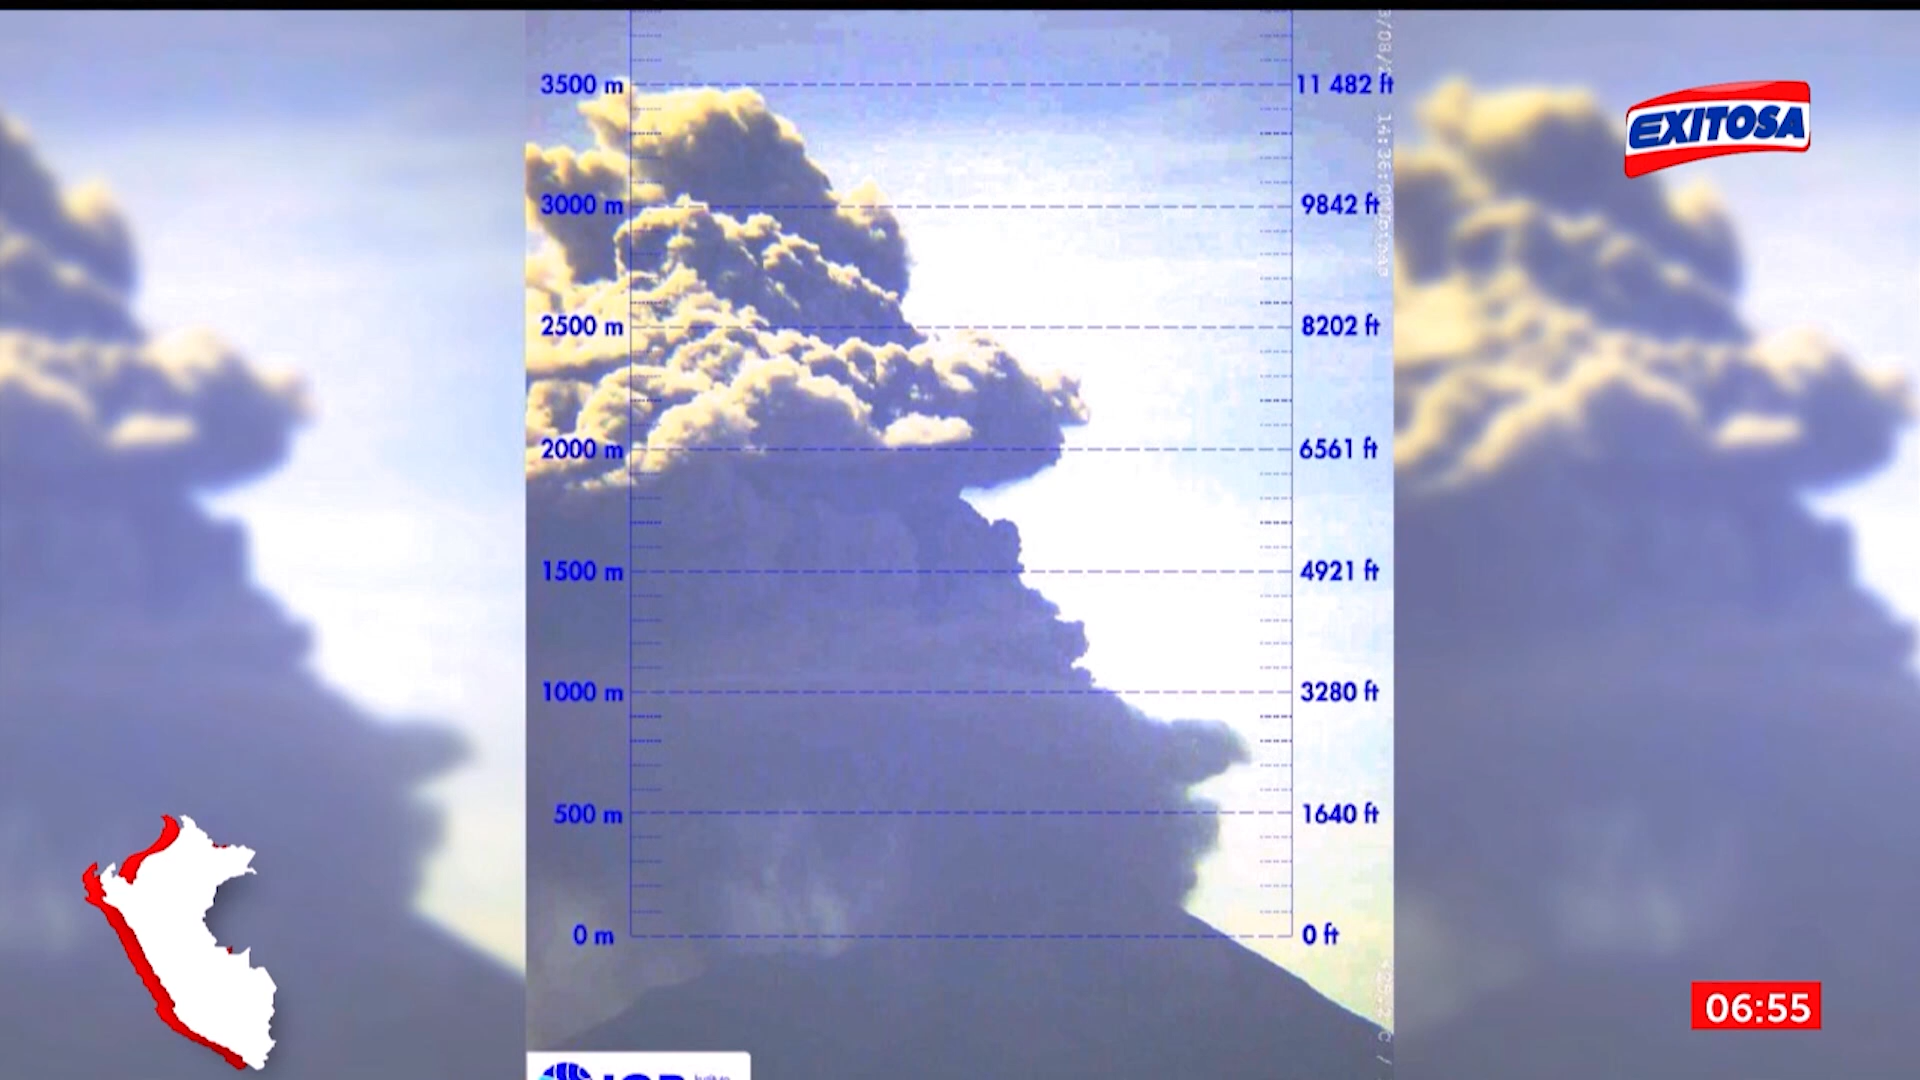 3500 m
11 482 ft
EXITOSA
3000 m
9842 ft
2500 m
8202 ft
2000 m
6561 ft
1500 m
4921 ft
1000 m
3280 ft
500 m
1640 ft
0 m
0 ft
06:55